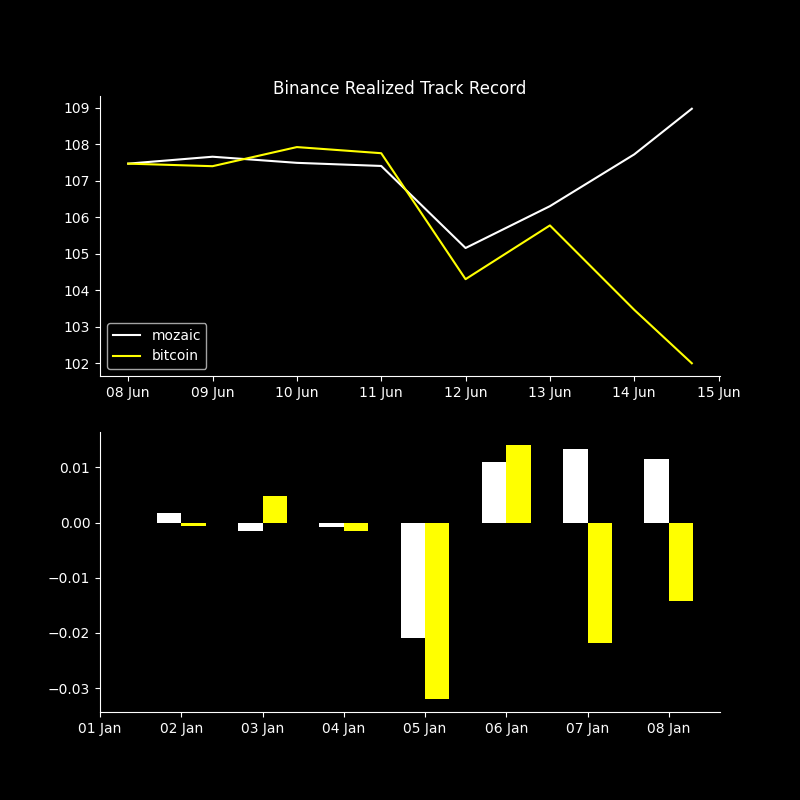 Binance Realized Track Record
109
108
107
106
105
104
103
102
mozaic
bitcoin
08 Jun 09 Jun 10 Jun 11 Jun 12 Jun 13 Jun 14 Jun 15 Jun
0.01
0.00
−0.01
−0.02
−0.03
01 Jan 02 Jan 03 Jan 04 Jan 05 Jan 06 Jan 07 Jan 08 Jan